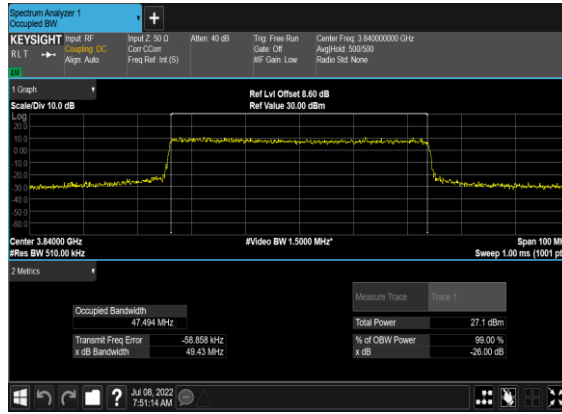 Spectrum Analyzer 1
Occupied BW
+
KEYSIGHT
RLT
LW
Input: RF
Coupling: DC
Align: Auto
Input Z: 50 Ω
Corr CCorr
Freq Ref: Int (S)
Atten: 40 dB
Trig: Free Run
Gate: Off
#IF Gain: Low
Center Freq: 3.840000000 GHz
Avg|Hold: 500/500
Radio Std: None
1 Graph
Scale/Div 10.0 dB
Ref Lvl Offset 8.60 dB
Ref Value 30.00 dBm
Log
20.0
10.0
0.00
-10.0
-20.0
-30.0
-40.0
-50.0
-60.0
Center 3.84000 GHz
#Res BW 510.00 kHz
#Video BW 1.5000 MHz*
Span 100 MH
Sweep 1.00 ms (1001 pt
2 Metrics
Measure Trace Trace 1
Occupied Bandwidth
47.494 MHz
Total Power 27.1 dBm
Transmit Freq Error -58.858 kHz
x dB Bandwidth 49.43 MHz
% of OBW Power 99.00 %
x dB -26.00 dB
?
Jul 08, 2022
7:51:14 AM